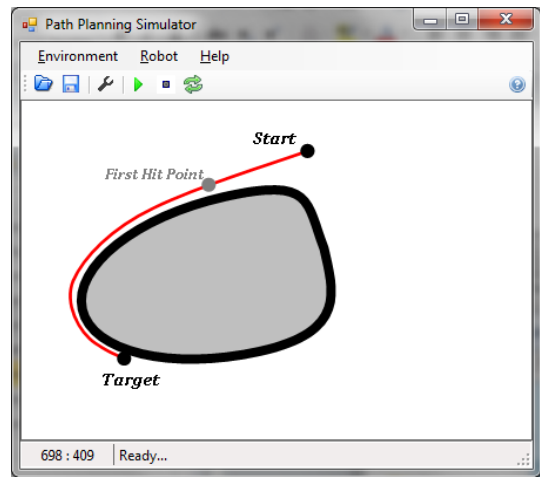 Path Planning Simulator
Environment Robot Help
Start
First Hit Point
Target
698 : 409 Ready...